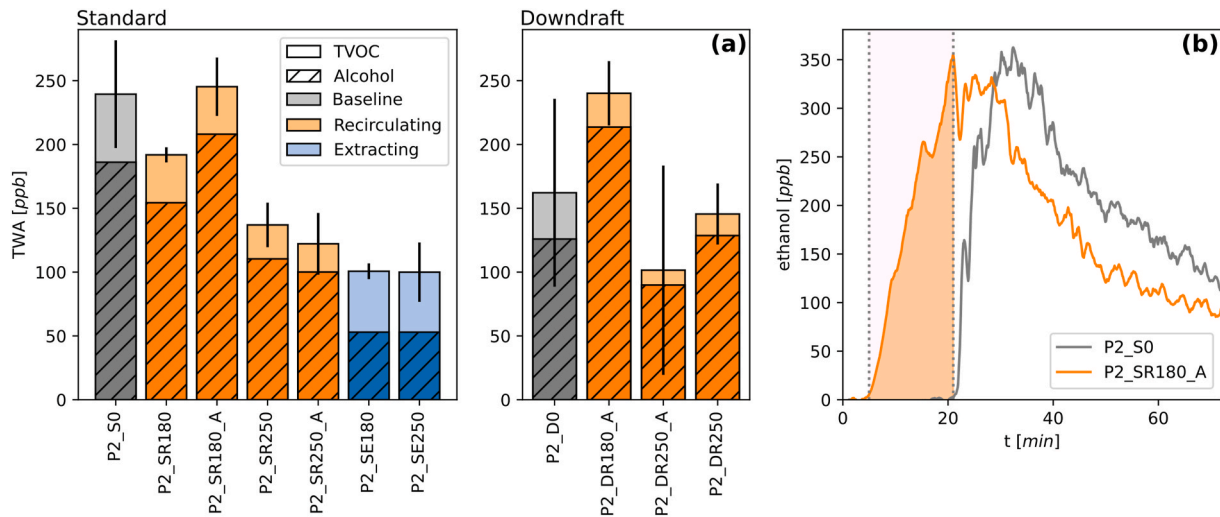 Standard
TWA [ppb]
250
200
150
100
50
0
TVOC
Alcohol
Baseline
Recirculating
Extracting
P2_S0
P2_SR180
P2_SR180_A
P2_SR250
P2_SR250_A
P2_SE180
P2_SE250
Downdraft
(a)
250
200
150
100
50
0
P2_D0
P2_DR180_A
P2_DR250_A
P2_DR250
(b)
ethanol [ppb]
350
300
250
200
150
100
50
0
P2_S0
P2_SR180_A
0
20
40
60
t [min]